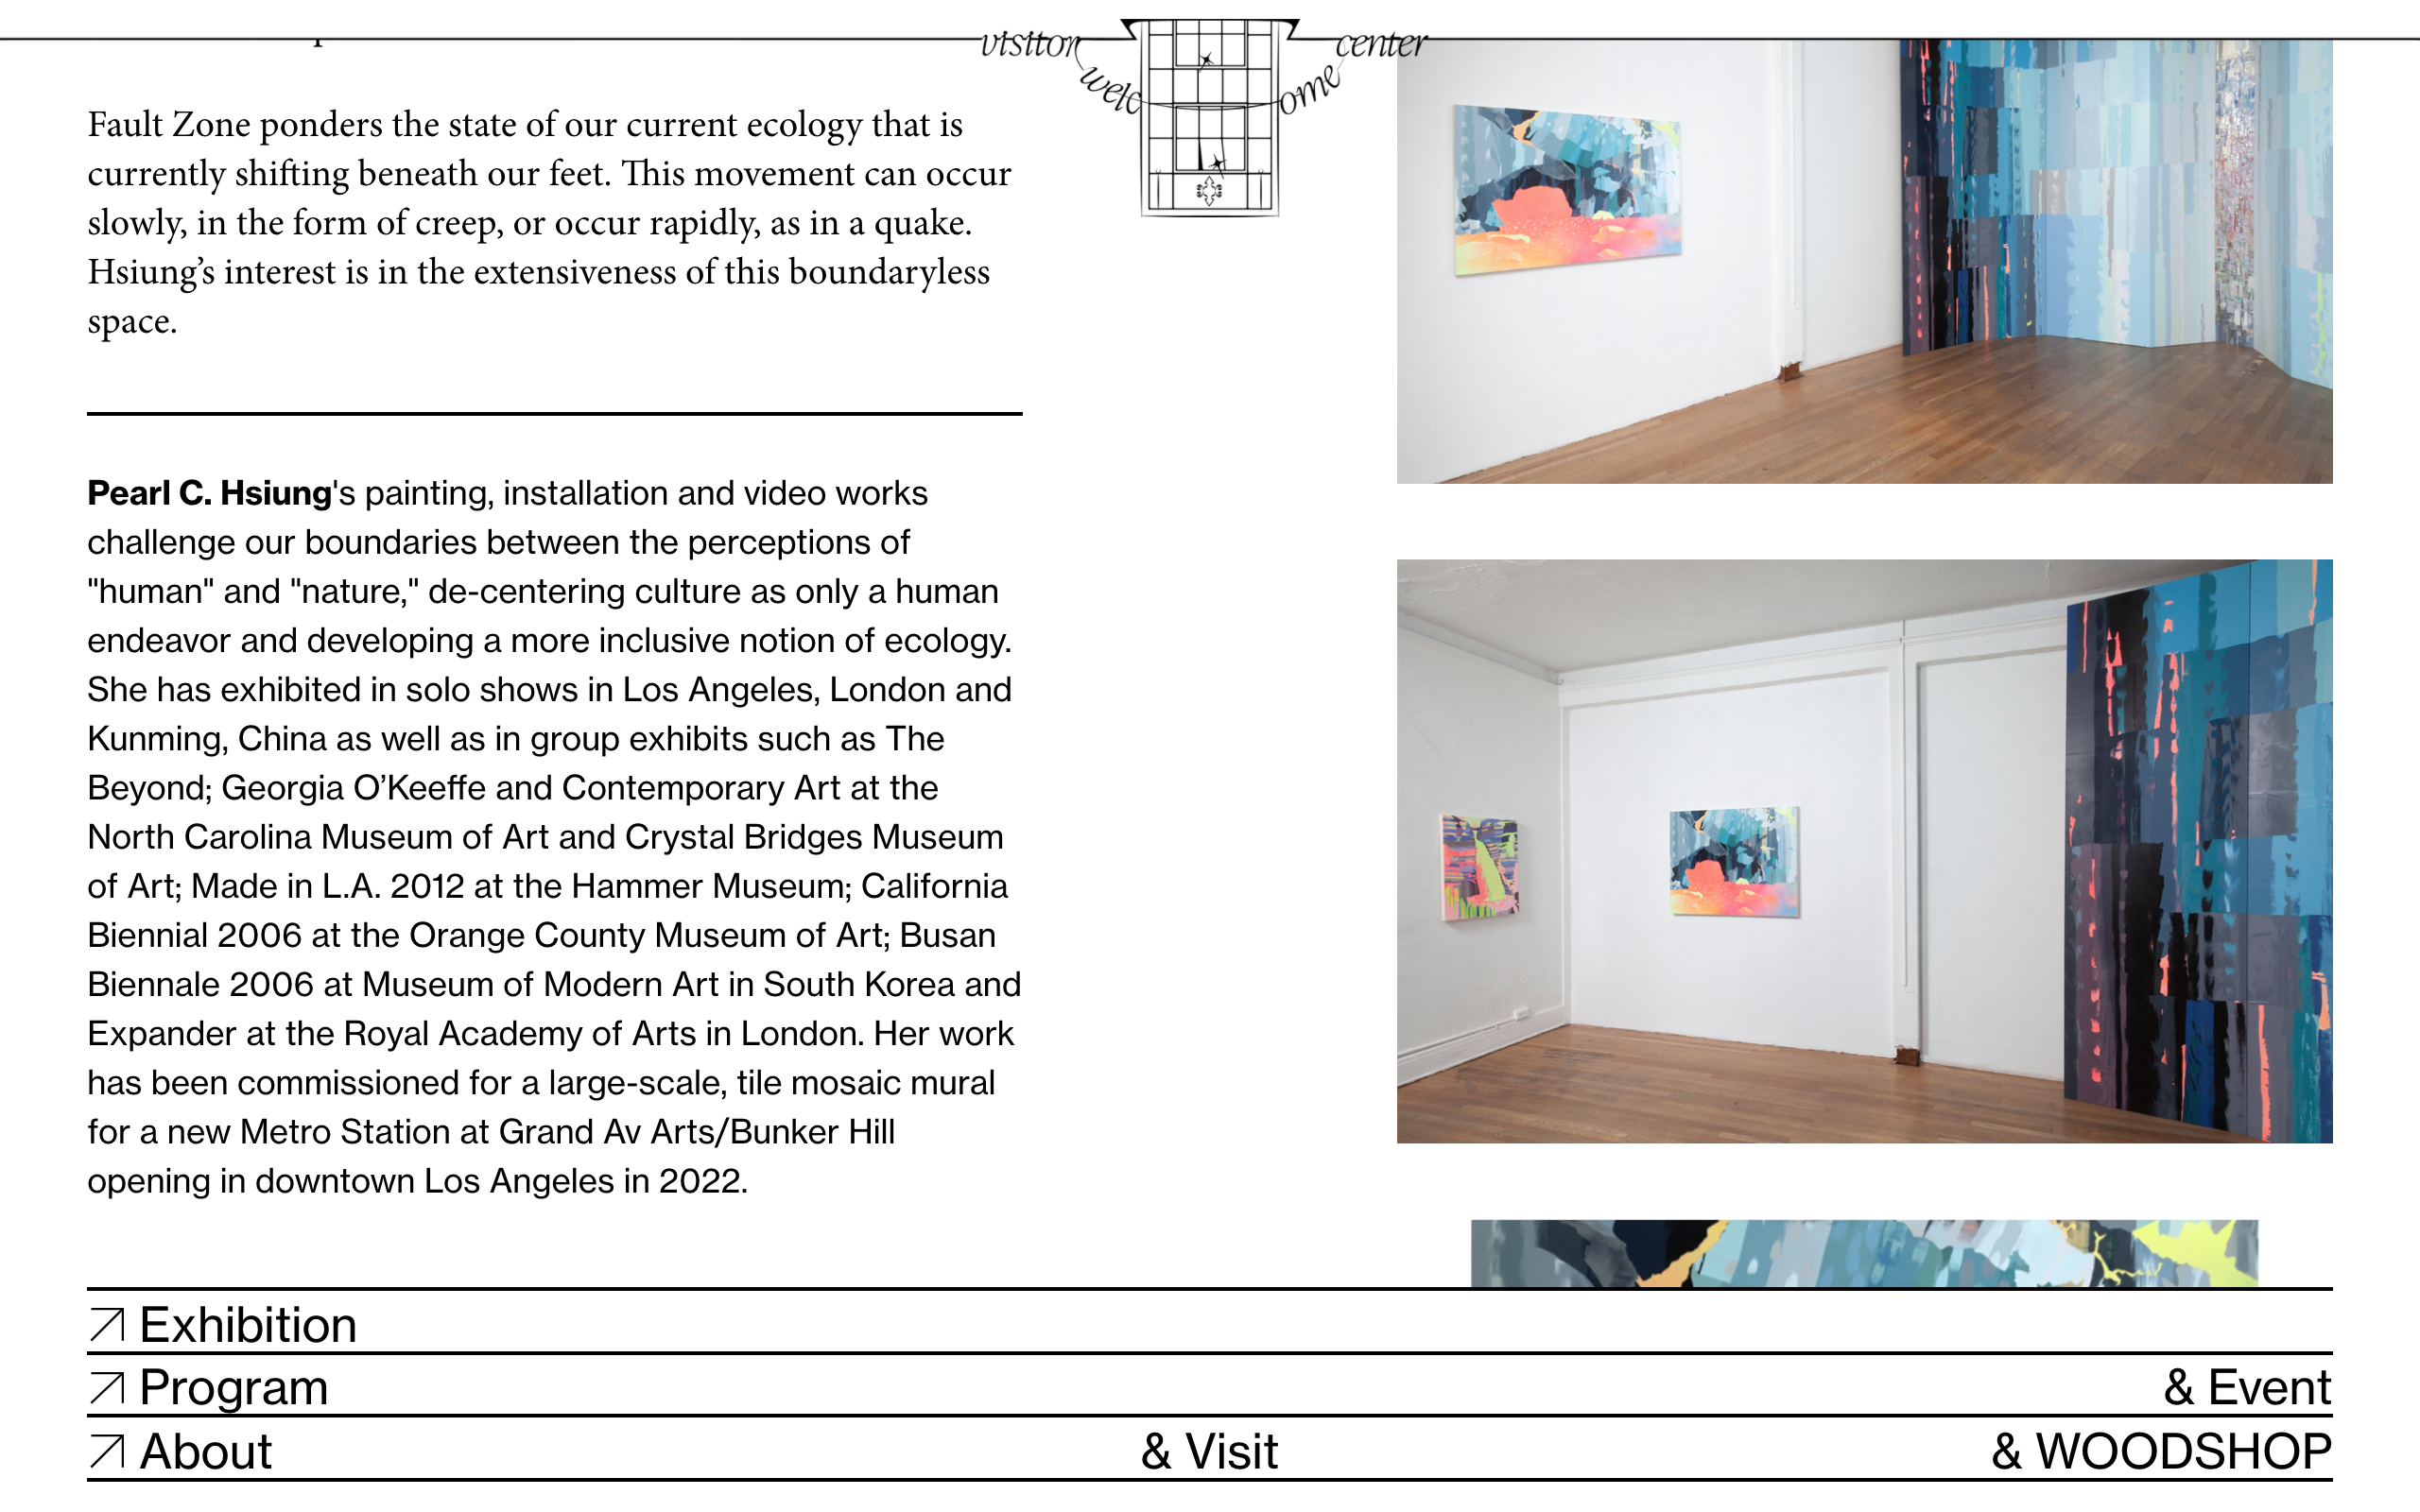 visitor welcome center
Fault Zone ponders the state of our current ecology that is
currently shifting beneath our feet. This movement can occur
slowly, in the form of creep, or occur rapidly, as in a quake.
Hsiung’s interest is in the extensiveness of this boundaryless
space.
Pearl C. Hsiung's painting, installation and video works
challenge our boundaries between the perceptions of
"human" and "nature," de-centering culture as only a human
endeavor and developing a more inclusive notion of ecology.
She has exhibited in solo shows in Los Angeles, London and
Kunming, China as well as in group exhibits such as The
Beyond; Georgia O’Keeffe and Contemporary Art at the
North Carolina Museum of Art and Crystal Bridges Museum
of Art; Made in L.A. 2012 at the Hammer Museum; California
Biennial 2006 at the Orange County Museum of Art; Busan
Biennale 2006 at Museum of Modern Art in South Korea and
Expander at the Royal Academy of Arts in London. Her work
has been commissioned for a large-scale, tile mosaic mural
for a new Metro Station at Grand Av Arts/Bunker Hill
opening in downtown Los Angeles in 2022.
Exhibition
Program & Event
About & Visit & WOODSHOP